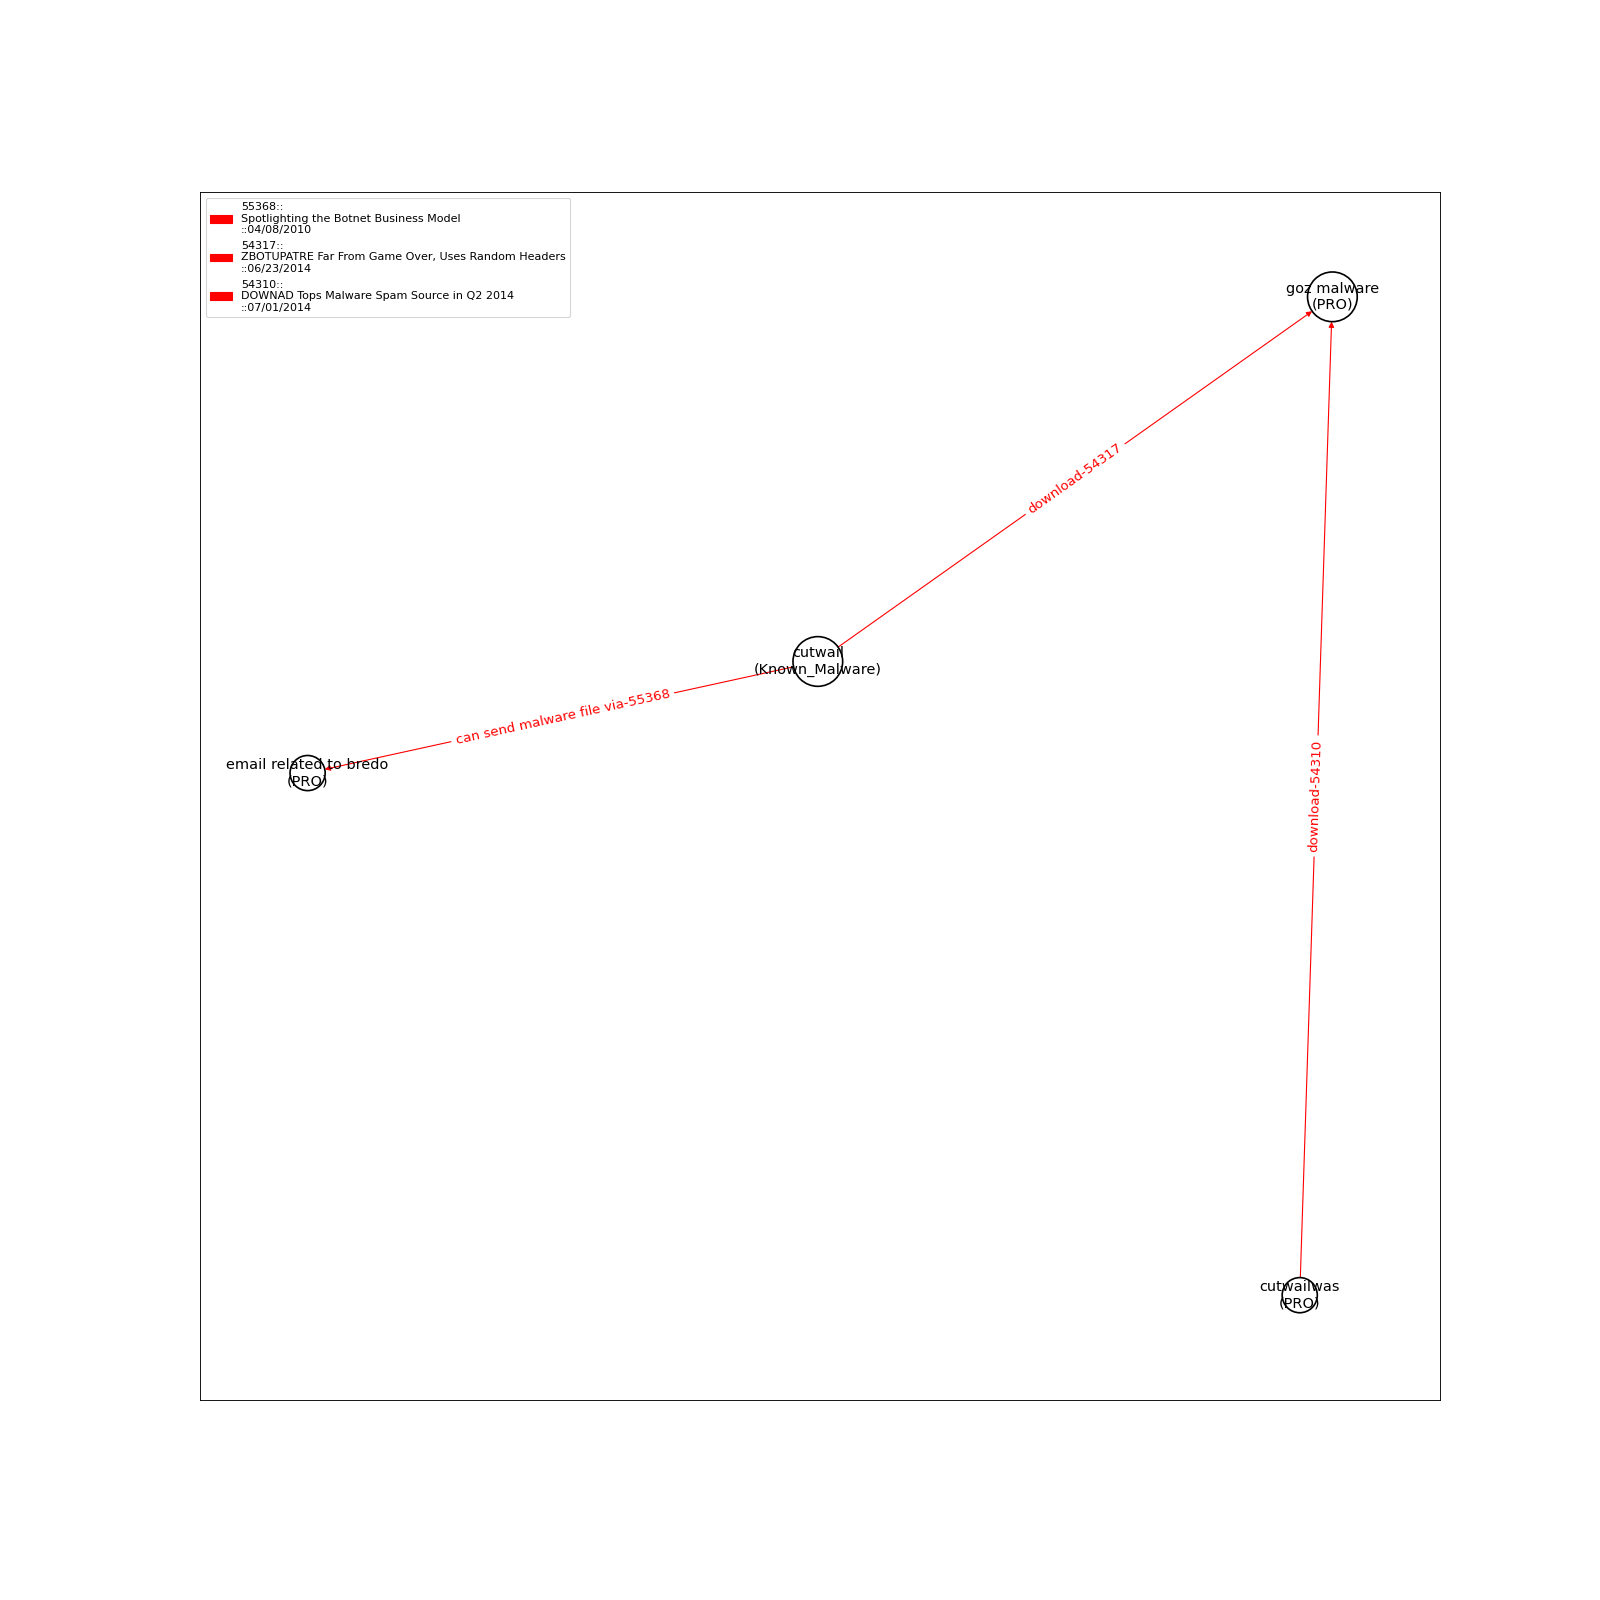 55368::
Spotlighting the Botnet Business Model
::04/08/2010
54317::
ZBOTUPATRE Far From Game Over, Uses Random Headers
::06/23/2014
54310::
DOWNAD Tops Malware Spam Source in Q2 2014
::07/01/2014
goz malware
(PRO)
download-54317
cutwail
(Known_Malware)
can send malware file via-55368
email related to bredo
(PRO)
download-54310
cutwailwas
(PRO)